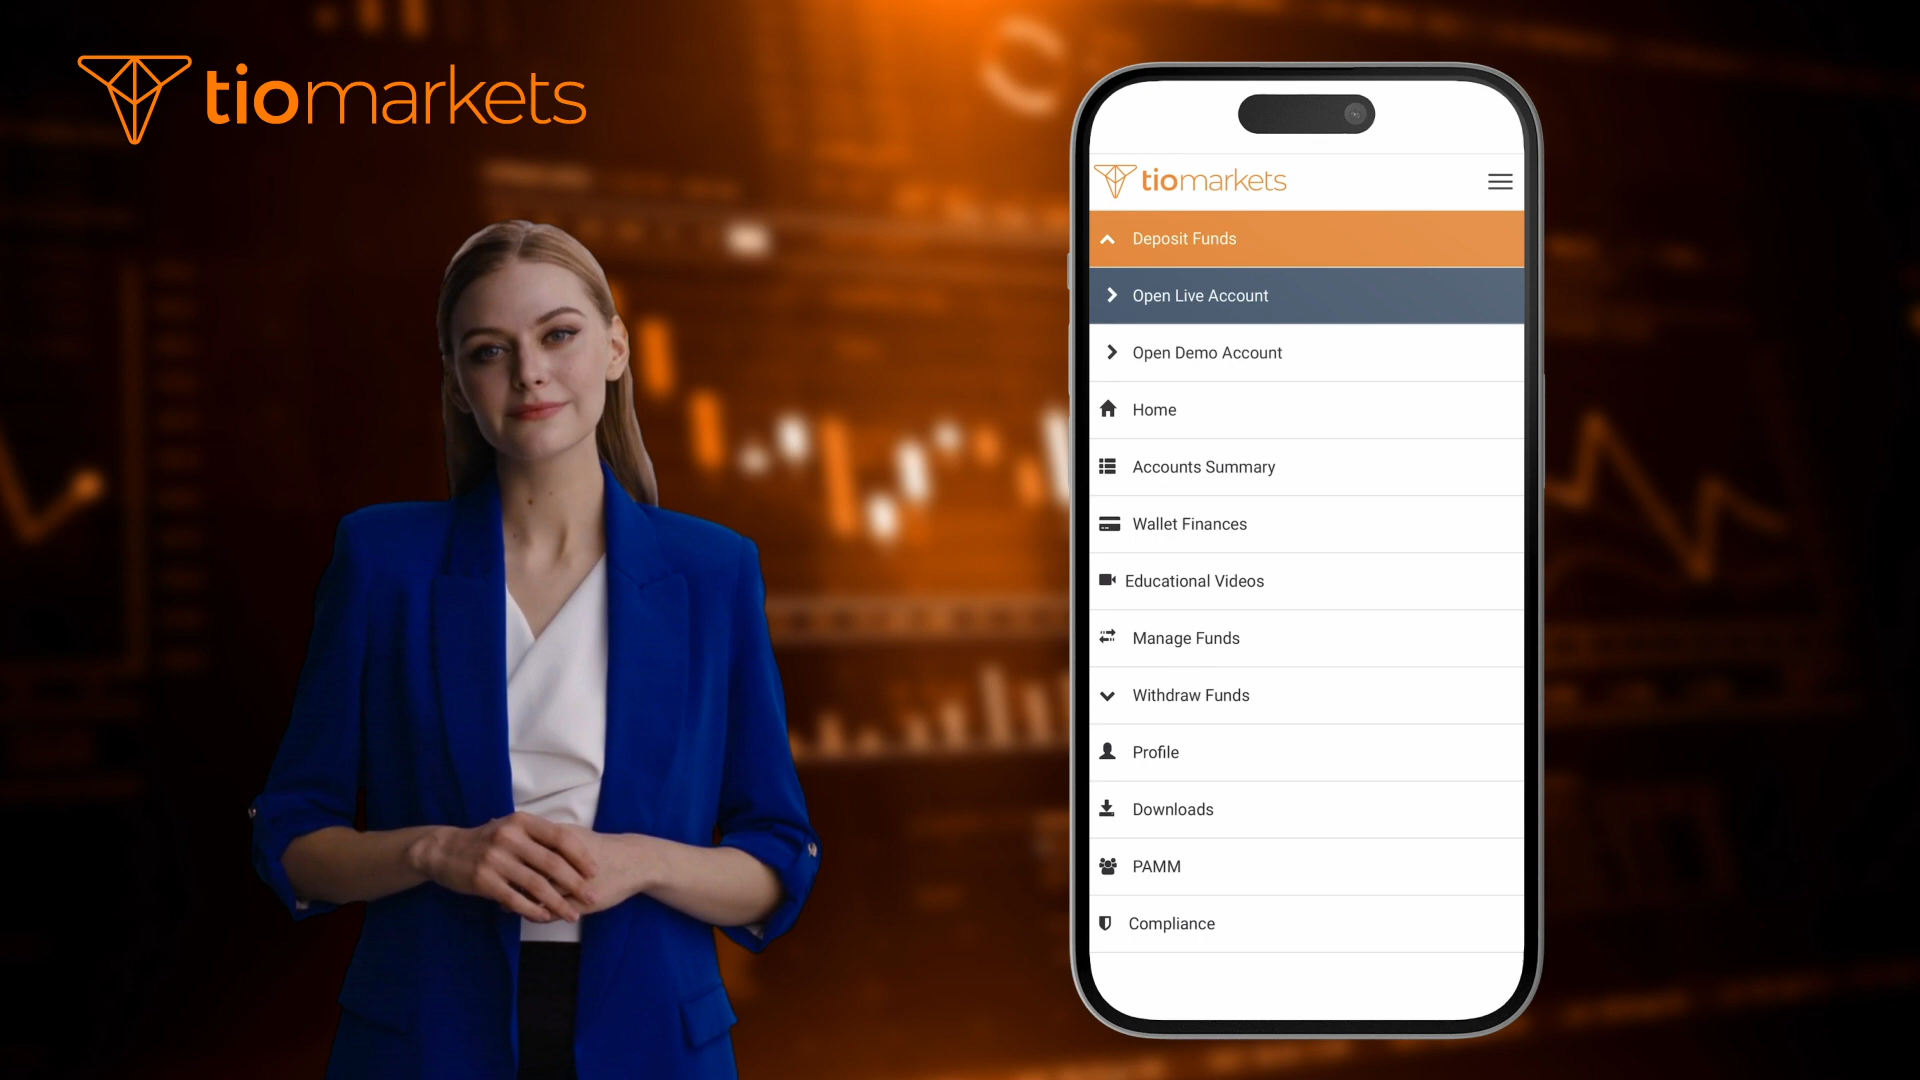 tiomarkets
tiomarkets
Deposit Funds
Open Live Account
Open Demo Account
Home
Accounts Summary
Wallet Finances
Educational Videos
Manage Funds
Withdraw Funds
Profile
Downloads
PAMM
Compliance